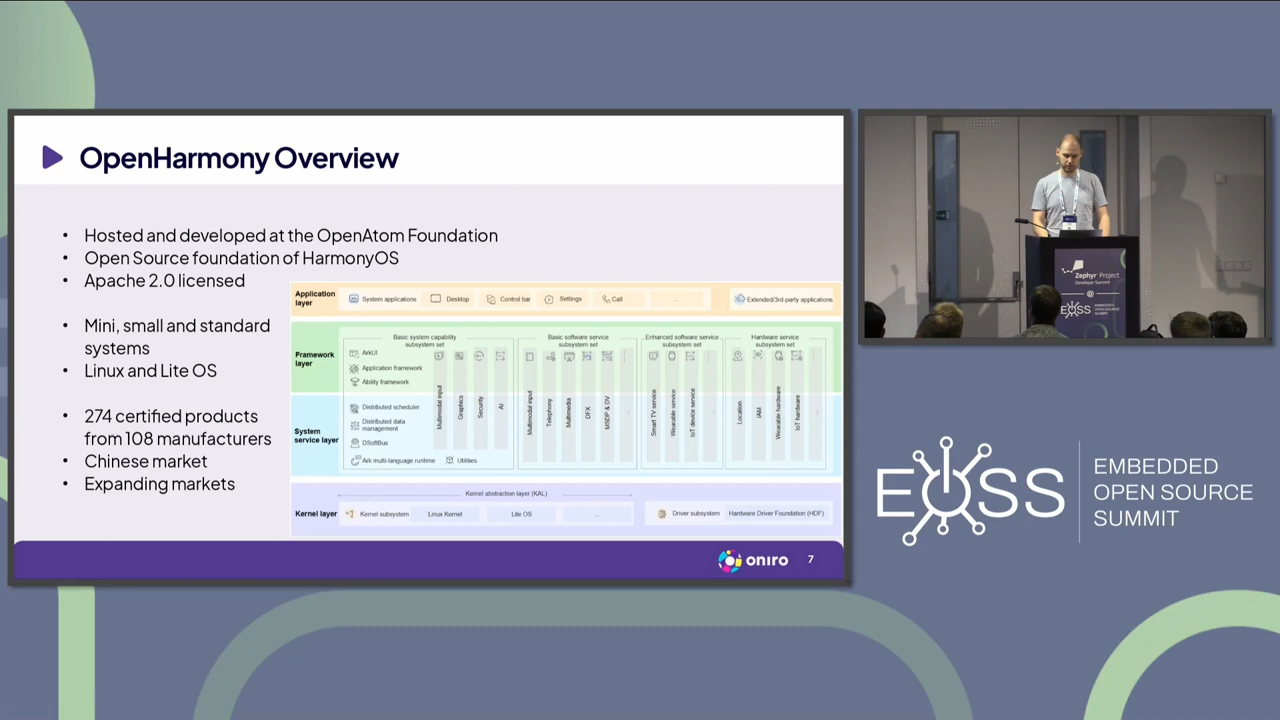 OpenHarmony Overview
• Hosted and developed at the OpenAtom Foundation
• Open Source foundation of HarmonyOS
• Apache 2.0 licensed
• Mini, small and standard
systems
• Linux and Lite OS
• 274 certified products
from 108 manufacturers
• Chinese market
• Expanding markets
Application
layer
System applications
Desktop
Control bar
Settings
Call
...
Extended/3rd-party applications
Framework
layer
System
service layer
Basic system capability
subsystem set
ArkUI
Application framework
Ability framework
Distributed scheduler
Distributed data
management
DSoftBus
Ark multi-language runtime
Utilities
Multimodal input
Graphics
Security
AI
Basic software service
subsystem set
Multimodal input
Telephony
Multimedia
DFX
MSDP & DV
...
Enhanced software service
subsystem set
Smart TV service
Wearable service
IoT device service
...
Hardware service
subsystem set
Location
IAM
Wearable hardware
IoT hardware
...
Kernel layer
Kernel abstraction layer (KAL)
Kernel subsystem
Linux Kernel
Lite OS
...
Driver subsystem
Hardware Driver Foundation (HDF)
oniro
7
Zephyr Project
Developer Summit
@
EOSS
EOSS
EMBEDDED
OPEN SOURCE
SUMMIT